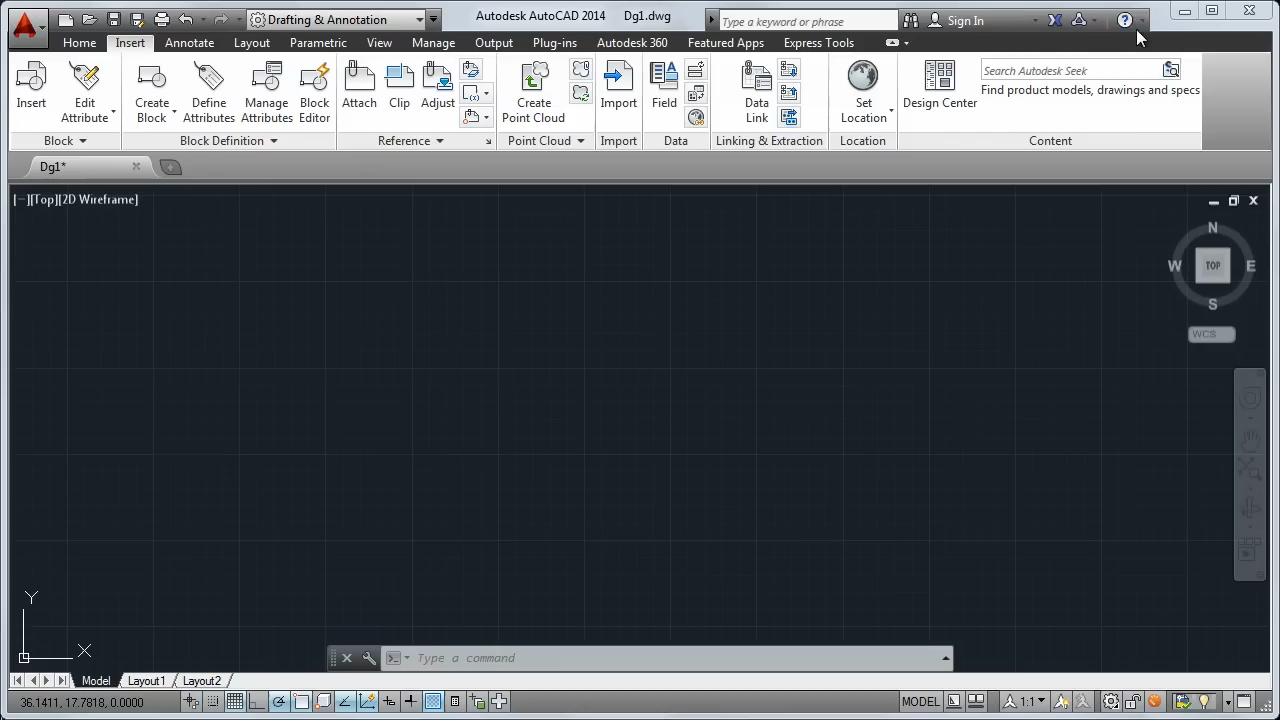 Drafting & Annotation
Autodesk AutoCAD 2014 Dg1.dwg
Type a keyword or phrase
Sign In
Home Insert Annotate Layout Parametric View Manage Output Plug-ins Autodesk 360 Featured Apps Express Tools
Insert
Edit
Attribute
Create
Block
Define
Attributes
Manage
Attributes
Block
Editor
Attach
Clip
Adjust
Create
Point Cloud
Import
Field
Data
Link
Set
Location
Design Center
Search Autodesk Seek
Find product models, drawings and specs
Block Block Definition Reference Point Cloud Import Data Linking & Extraction Location Content
Dg1*
[−][Top][2D Wireframe]
N
W TOP E
S
WCS
Y
X
Type a command
Model Layout1 Layout2
36.1411, 17.7818, 0.0000
MODEL
1:1